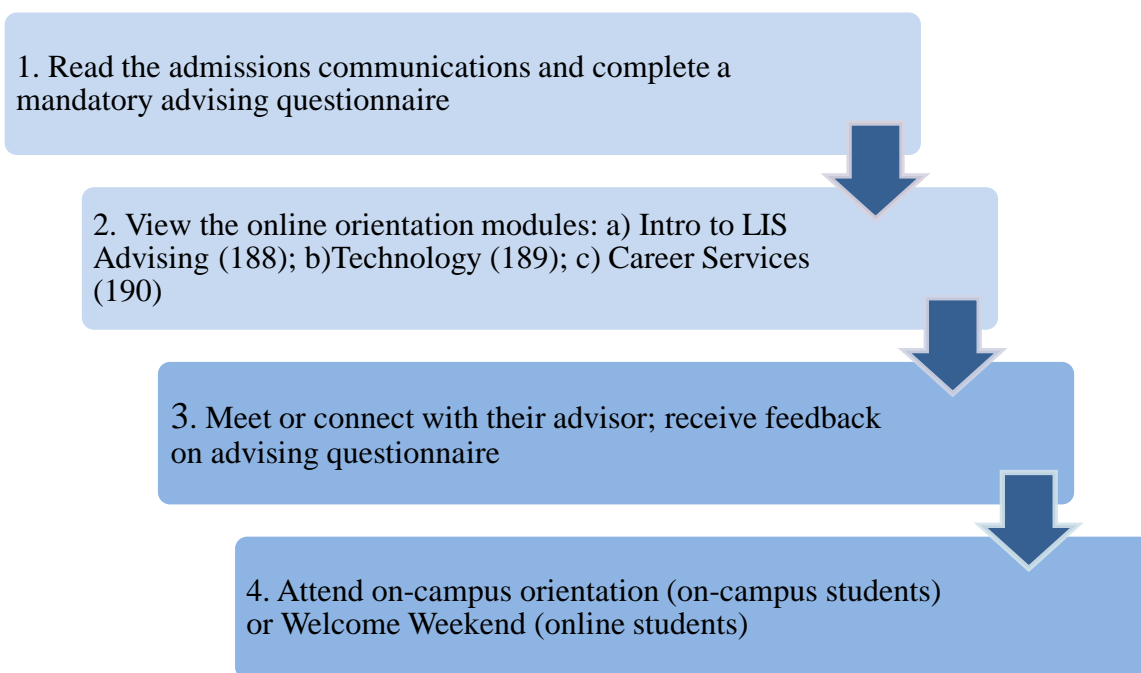 1. Read the admissions communications and complete a
mandatory advising questionnaire
2. View the online orientation modules: a) Intro to LIS
Advising (188); b)Technology (189); c) Career Services
(190)
3. Meet or connect with their advisor; receive feedback
on advising questionnaire
4. Attend on-campus orientation (on-campus students)
or Welcome Weekend (online students)